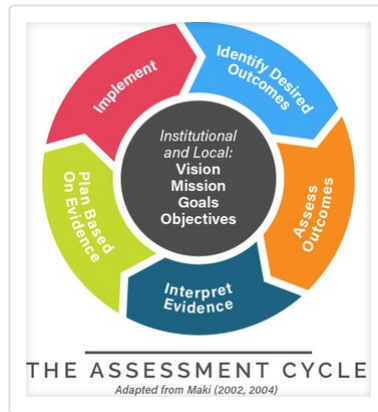 Implement
Identify Desired
Outcomes
Assess
Outcomes
Interpret
Evidence
Plan Based
On Evidence
Institutional
and Local:
Vision
Mission
Goals
Objectives
THE ASSESSMENT CYCLE
Adapted from Maki (2002, 2004)